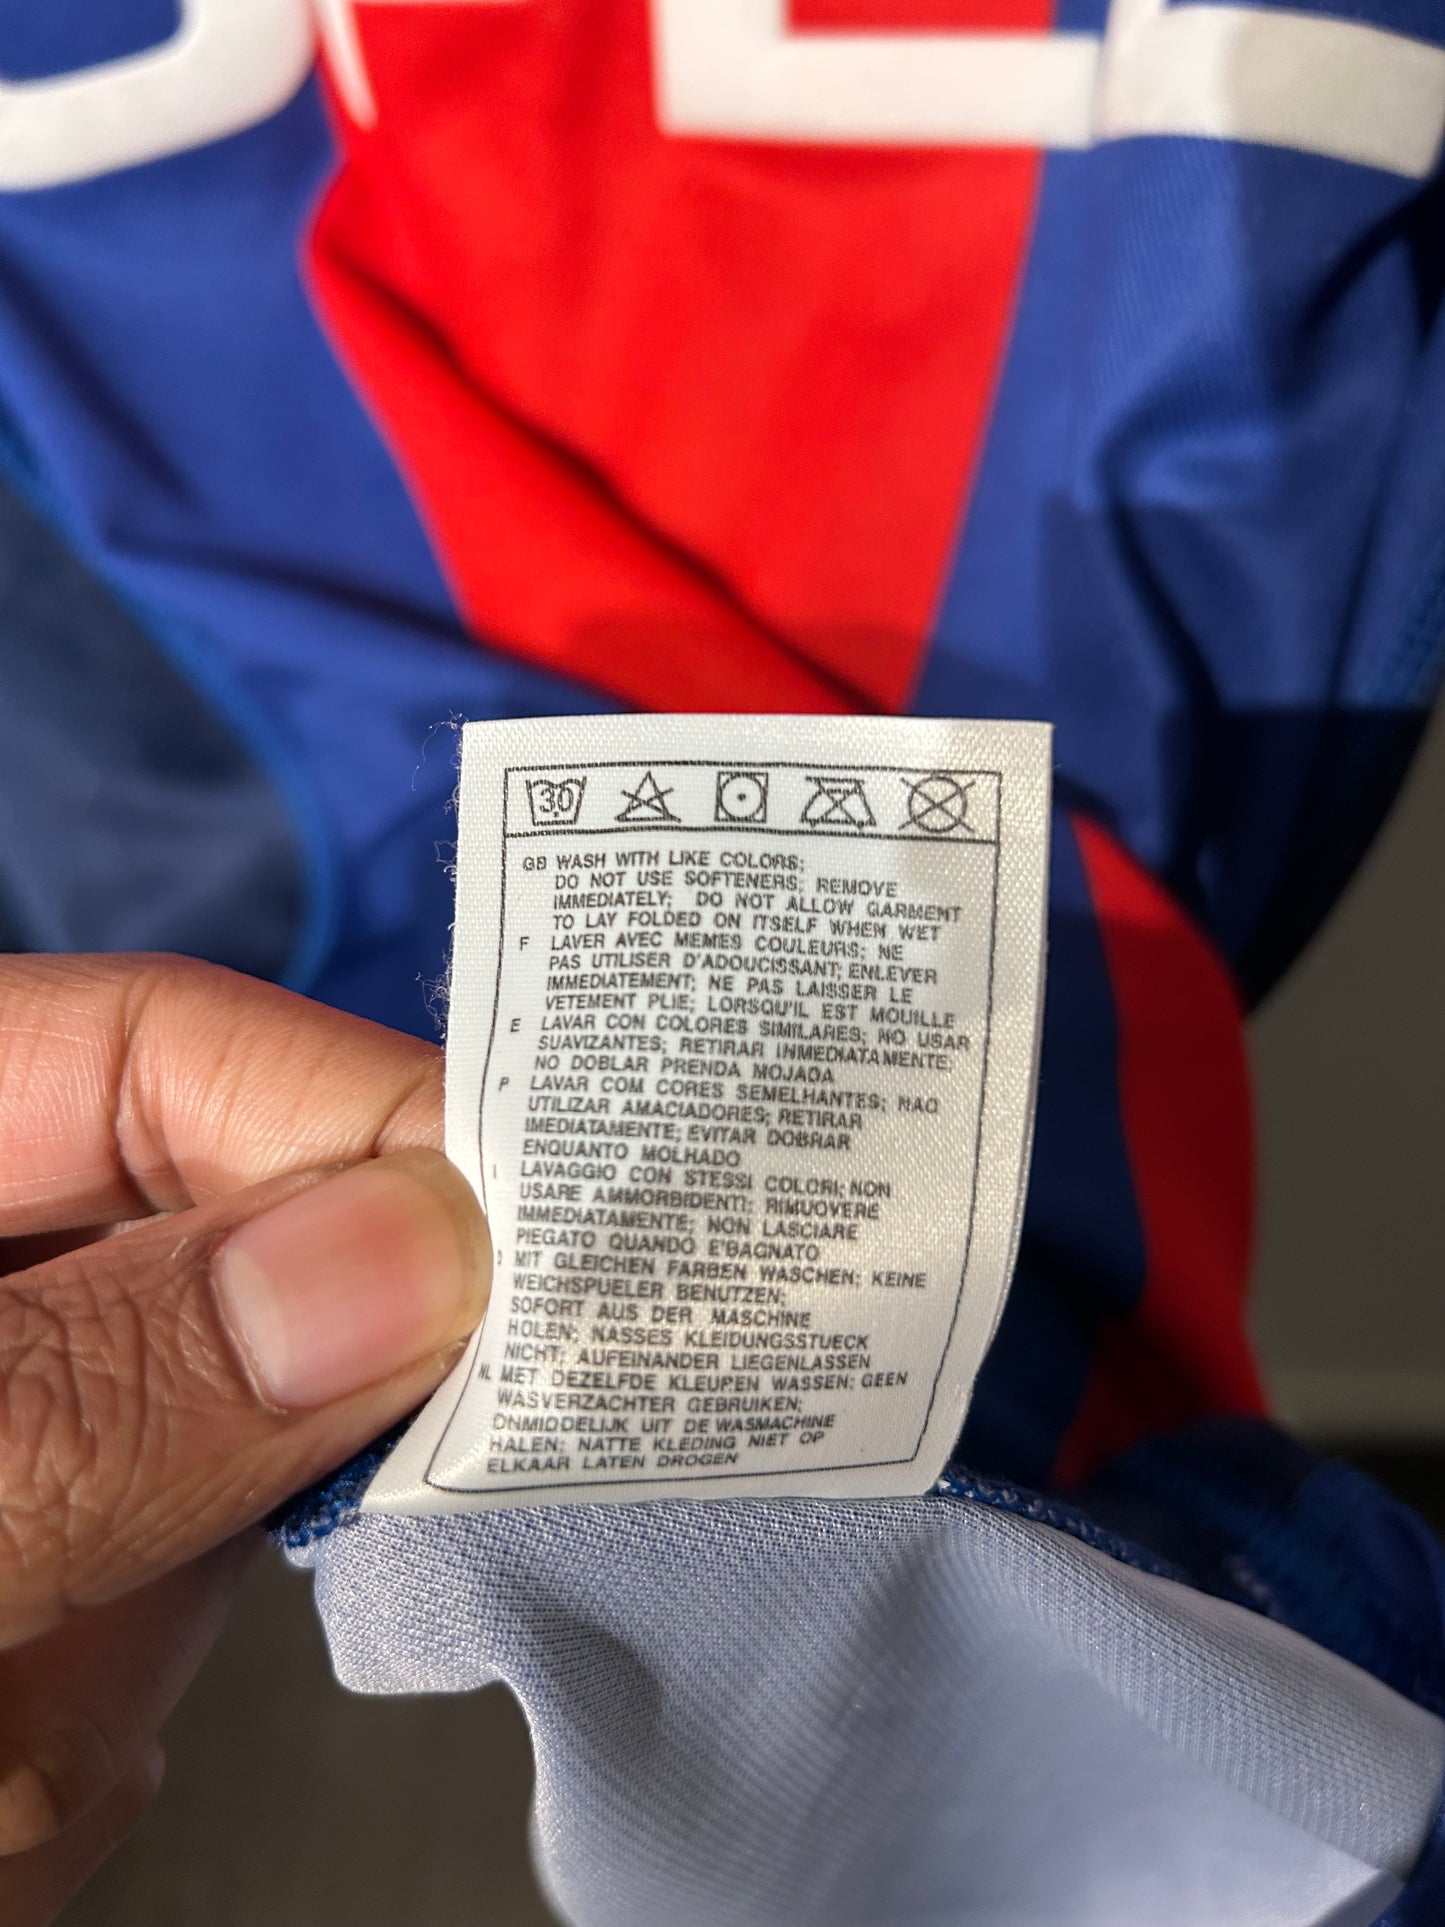 30
GB WASH WITH LIKE COLORS;
DO NOT USE SOFTENERS; REMOVE
IMMEDIATELY; DO NOT ALLOW GARMENT
TO LAY FOLDED ON ITSELF WHEN WET
F LAVER AVEC MEMES COULEURS; NE
PAS UTILISER D'ADOUCISSANT; ENLEVER
IMMEDIATEMENT; NE PAS LAISSER LE
VETEMENT PLIE; LORSQU'IL EST MOUILLE
E LAVAR CON COLORES SIMILARES; NO USAR
SUAVIZANTES; RETIRAR INMEDIATAMENTE;
NO DOBLAR PRENDA MOJADA
P LAVAR COM CORES SEMELHANTES; NAO
UTILIZAR AMACIADORES; RETIRAR
IMEDIATAMENTE; EVITAR DOBRAR
ENQUANTO MOLHADO
I LAVAGGIO CON STESSI COLORI; NON
USARE AMMORBIDENTI; RIMUOVERE
IMMEDIATAMENTE; NON LASCIARE
PIEGATO QUANDO E'BAGNATO
MIT GLEICHEN FARBEN WASCHEN; KEINE
WEICHSPUELER BENUTZEN;
SOFORT AUS DER MASCHINE
HOLEN; NASSES KLEIDUNGSSTUECK
NICHT; AUFEINANDER LIEGENLASSEN
NL MET DEZELFDE KLEUREN WASSEN; GEEN
WASVERZACHTER GEBRUIKEN;
ONMIDDELIJK UIT DE WASMACHINE
HALEN; NATTE KLEDING NIET OP
ELKAAR LATEN DROGEN